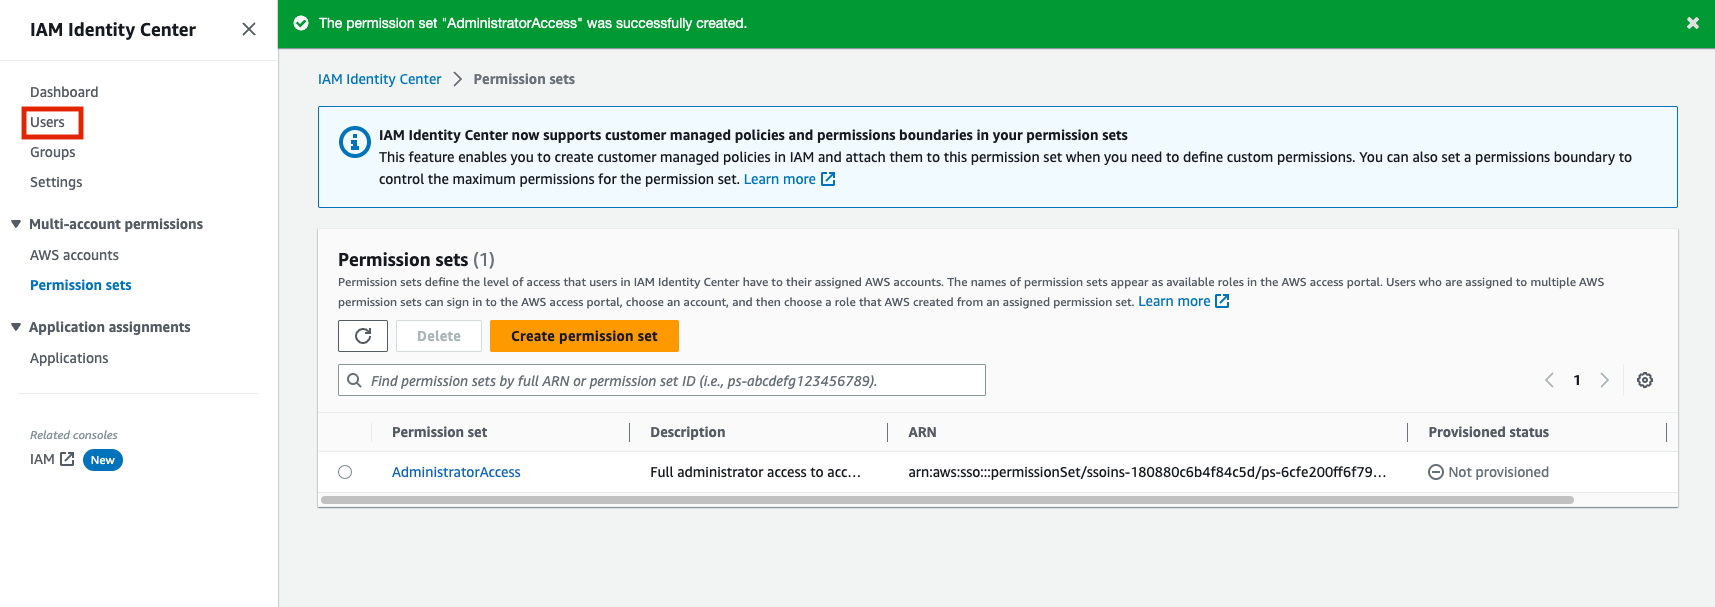 IAM Identity Center
The permission set "AdministratorAccess" was successfully created.
Dashboard
Users
Groups
Settings
Multi-account permissions
AWS accounts
Permission sets
Application assignments
Applications
Related consoles
IAM New
IAM Identity Center > Permission sets
IAM Identity Center now supports customer managed policies and permissions boundaries in your permission sets
This feature enables you to create customer managed policies in IAM and attach them to this permission set when you need to define custom permissions. You can also set a permissions boundary to
control the maximum permissions for the permission set. Learn more
Permission sets (1)
Permission sets define the level of access that users in IAM Identity Center have to their assigned AWS accounts. The names of permission sets appear as available roles in the AWS access portal. Users who are assigned to multiple AWS
permission sets can sign in to the AWS access portal, choose an account, and then choose a role that AWS created from an assigned permission set. Learn more
Delete Create permission set
Find permission sets by full ARN or permission set ID (i.e., ps-abcdefg123456789).
1
Permission set Description ARN Provisioned status
AdministratorAccess Full administrator access to acc... arn:aws:sso:::permissionSet/ssoins-180880c6b4f84c5d/ps-6cfe200ff6f79... Not provisioned